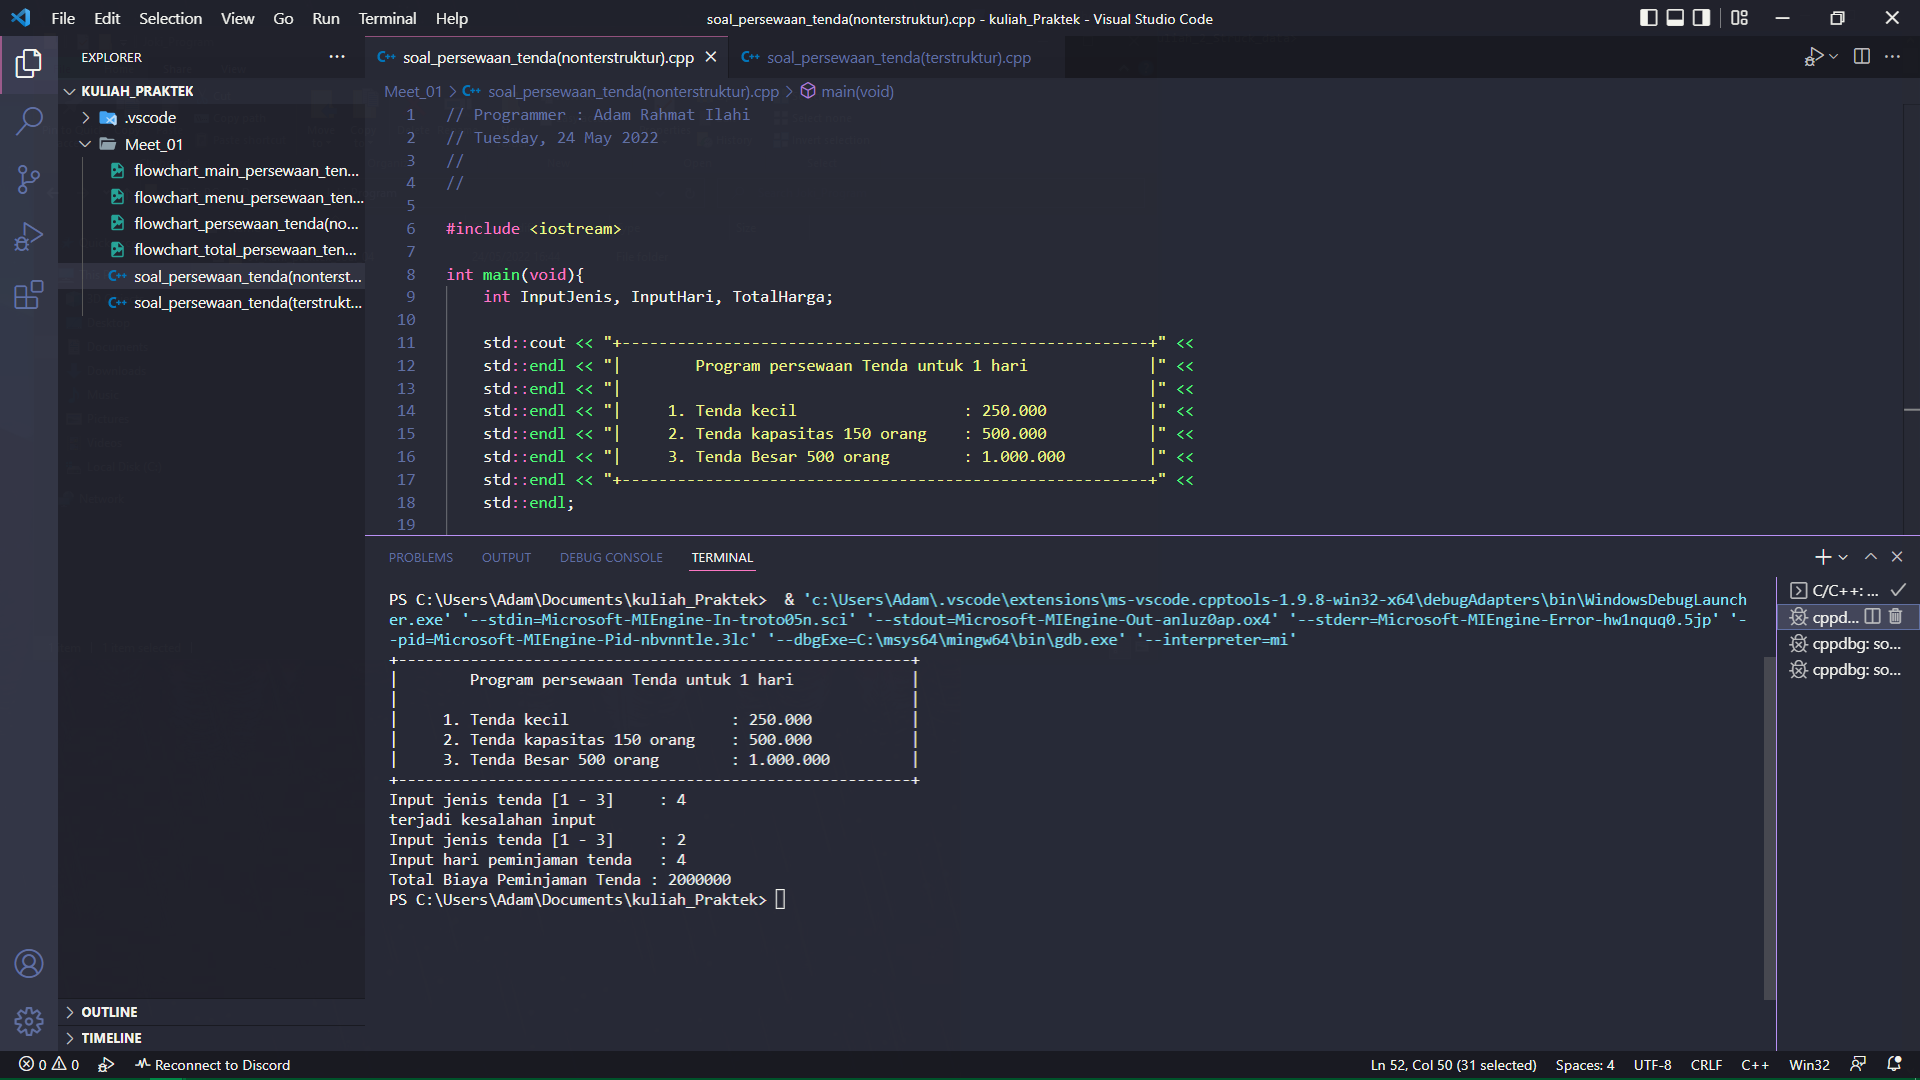 File Edit Selection View Go Run Terminal Help
soal_persewaan_tenda(nonterstruktur).cpp - kuliah_Praktek - Visual Studio Code
EXPLORER
KULIAH_PRAKTEK
.vscode
Meet_01
flowchart_main_persewaan_ten...
flowchart_menu_persewaan_ten...
flowchart_persewaan_tenda(no...
flowchart_total_persewaan_ten...
soal_persewaan_tenda(nonterst...
soal_persewaan_tenda(terstrukt...
OUTLINE
TIMELINE
soal_persewaan_tenda(nonterstruktur).cpp
soal_persewaan_tenda(terstruktur).cpp
Meet_01 > soal_persewaan_tenda(nonterstruktur).cpp > main(void)
1 // Programmer : Adam Rahmat Ilahi
2 // Tuesday, 24 May 2022
3 //
4 //
5
6 #include <iostream>
7
8 int main(void){
9     int InputJenis, InputHari, TotalHarga;
10
11     std::cout << "+---------------------------------------------------------+" <<
12     std::endl << "|        Program persewaan Tenda untuk 1 hari             |" <<
13     std::endl << "|                                                         |" <<
14     std::endl << "|     1. Tenda kecil                  : 250.000           |" <<
15     std::endl << "|     2. Tenda kapasitas 150 orang    : 500.000           |" <<
16     std::endl << "|     3. Tenda Besar 500 orang        : 1.000.000         |" <<
17     std::endl << "+---------------------------------------------------------+" <<
18     std::endl;
19
PROBLEMS OUTPUT DEBUG CONSOLE TERMINAL
PS C:\Users\Adam\Documents\kuliah_Praktek>  & 'c:\Users\Adam\.vscode\extensions\ms-vscode.cpptools-1.9.8-win32-x64\debugAdapters\bin\WindowsDebugLaunch
er.exe' '--stdin=Microsoft-MIEngine-In-troto05n.sci' '--stdout=Microsoft-MIEngine-Out-anluz0ap.ox4' '--stderr=Microsoft-MIEngine-Error-hw1nquq0.5jp' '-
-pid=Microsoft-MIEngine-Pid-nbvnntle.3lc' '--dbgExe=C:\msys64\mingw64\bin\gdb.exe' '--interpreter=mi'
+---------------------------------------------------------+
|        Program persewaan Tenda untuk 1 hari             |
|                                                         |
|     1. Tenda kecil                  : 250.000           |
|     2. Tenda kapasitas 150 orang    : 500.000           |
|     3. Tenda Besar 500 orang        : 1.000.000         |
+---------------------------------------------------------+
Input jenis tenda [1 - 3]     : 4
terjadi kesalahan input
Input jenis tenda [1 - 3]     : 2
Input hari peminjaman tenda   : 4
Total Biaya Peminjaman Tenda : 2000000
PS C:\Users\Adam\Documents\kuliah_Praktek>
C/C++: ...
cppd...
cppdbg: so...
cppdbg: so...
0 0 Reconnect to Discord
Ln 52, Col 50 (31 selected) Spaces: 4 UTF-8 CRLF C++ Win32